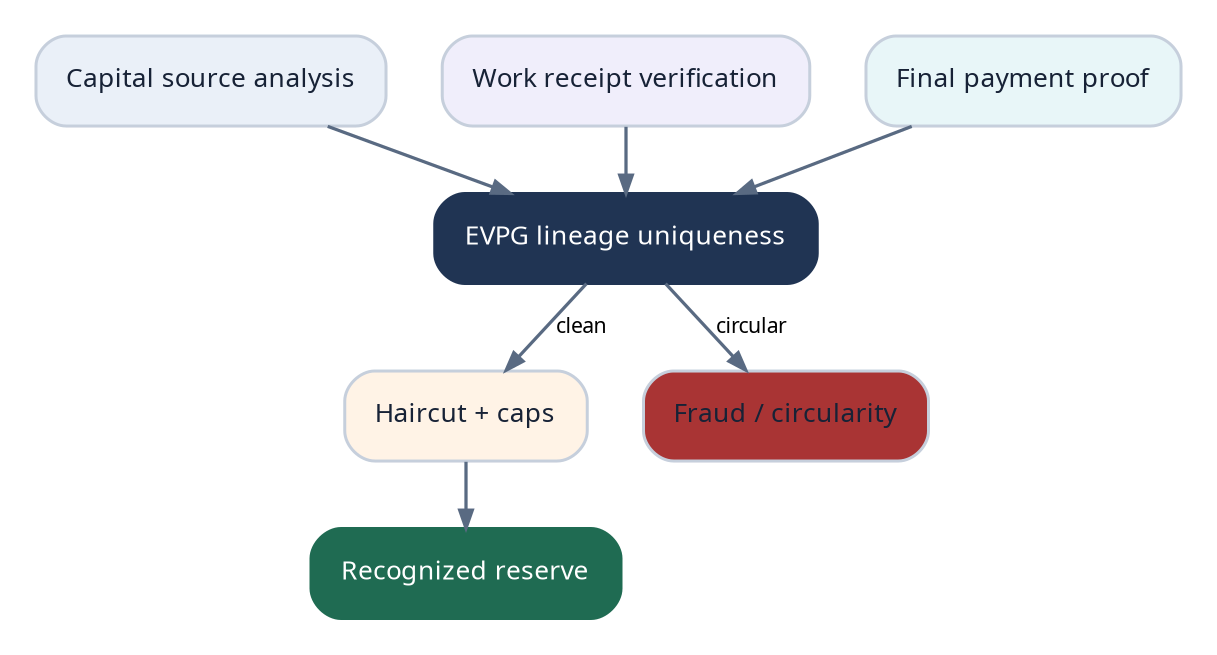 Capital source analysis
Work receipt verification
Final payment proof
EVPG lineage uniqueness
clean
circular
Haircut + caps
Fraud / circularity
Recognized reserve